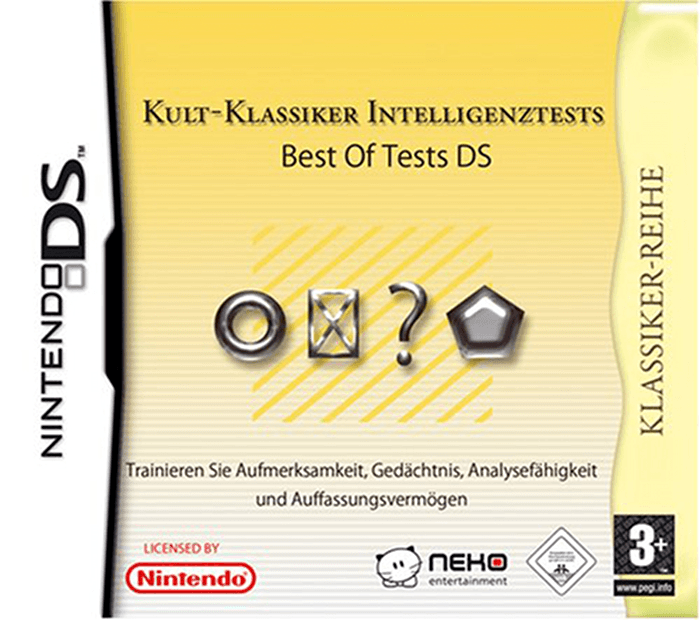 NINTENDO DS™
KULT-KLASSIKER INTELLIGENZTESTS
Best Of Tests DS
KLASSIKER-REIHE
?
Trainieren Sie Aufmerksamkeit, Gedächtnis, Analysefähigkeit
und Auffassungsvermögen
LICENSED BY
Nintendo
neko
entertainment
3+
www.pegi.info